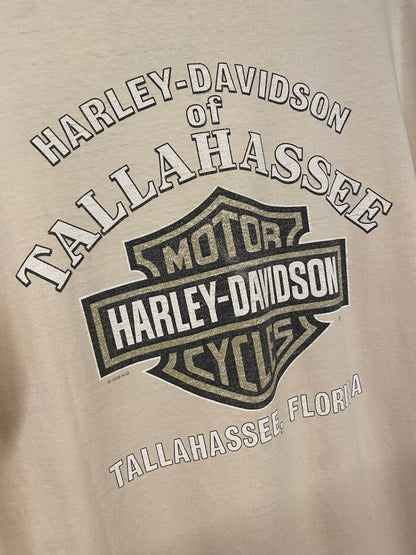 HARLEY-DAVIDSON
of
TALLAHASSEE
MOTOR
HARLEY-DAVIDSON
CYCLES
TALLAHASSEE, FLORIDA